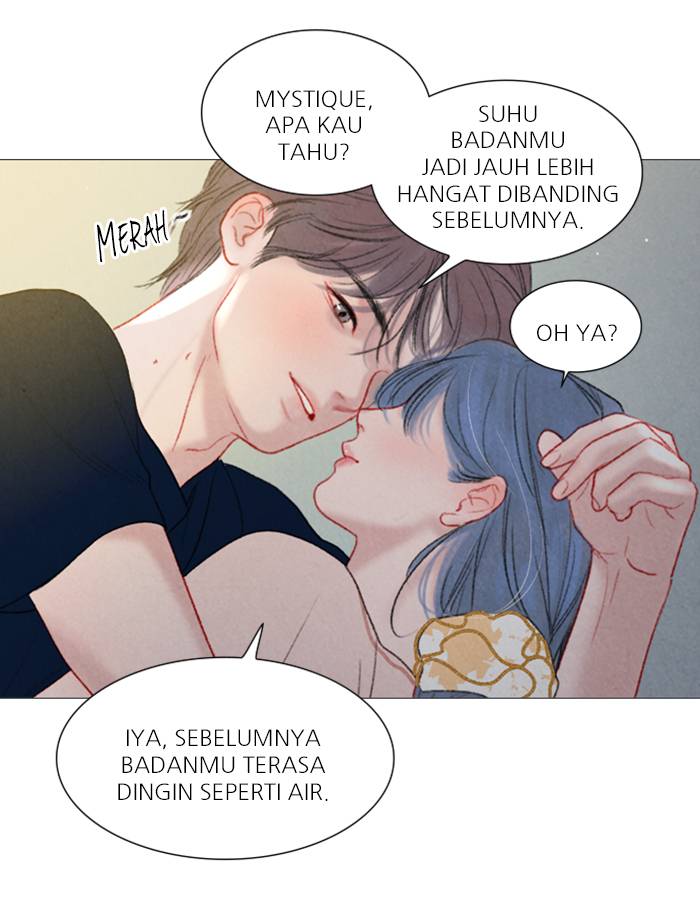 MYSTIQUE,
APA KAU
TAHU?
SUHU
BADANMU
JADI JAUH LEBIH
HANGAT DIBANDING
SEBELUMNYA.
MERAH~
OH YA?
IYA, SEBELUMNYA
BADANMU TERASA
DINGIN SEPERTI AIR.